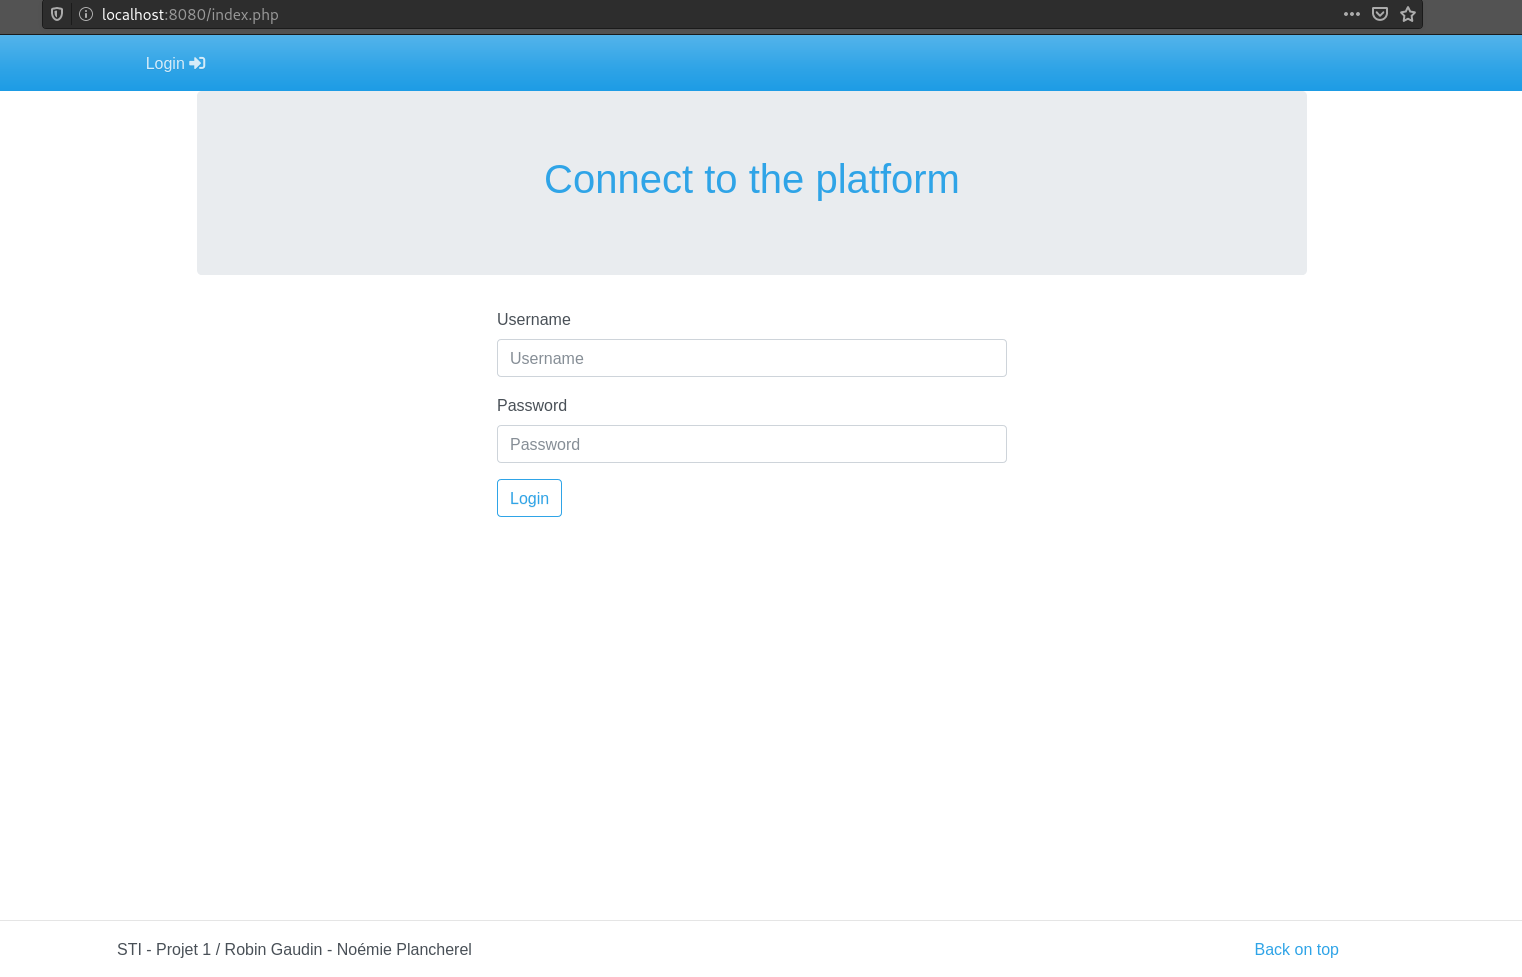 localhost:8080/index.php
Login
Connect to the platform
Username
Username
Password
Password
Login
STI - Projet 1 / Robin Gaudin - Noémie Plancherel
Back on top